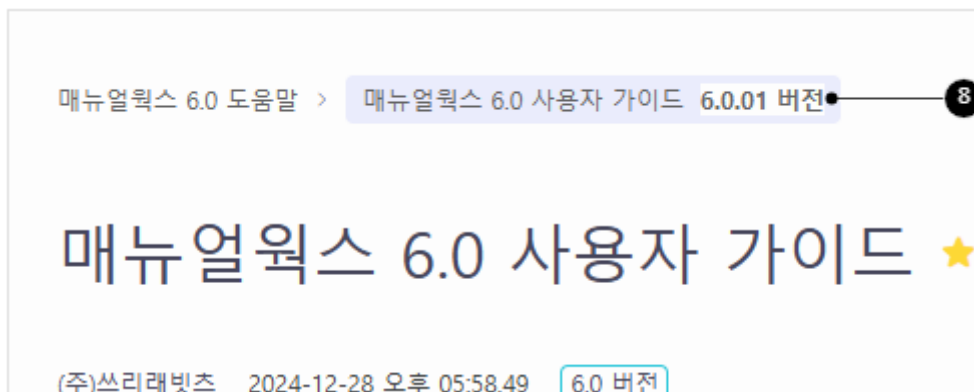 매뉴얼웍스 6.0 도움말 > 매뉴얼웍스 6.0 사용자 가이드 6.0.01 버전 8
매뉴얼웍스 6.0 사용자 가이드
(주)쓰리래빗츠 2024-12-28 오후 05:58.49 6.0 버전